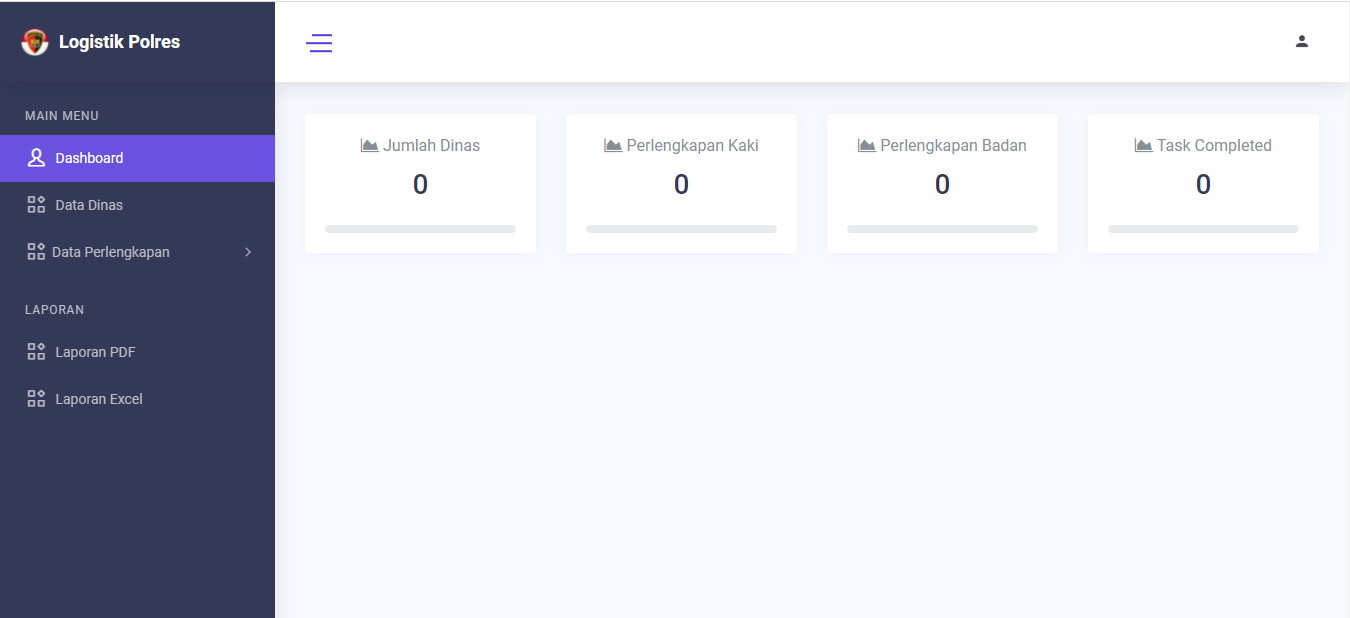 Logistik Polres
MAIN MENU
Dashboard
Data Dinas
Data Perlengkapan
LAPORAN
Laporan PDF
Laporan Excel
Jumlah Dinas
0
Perlengkapan Kaki
0
Perlengkapan Badan
0
Task Completed
0